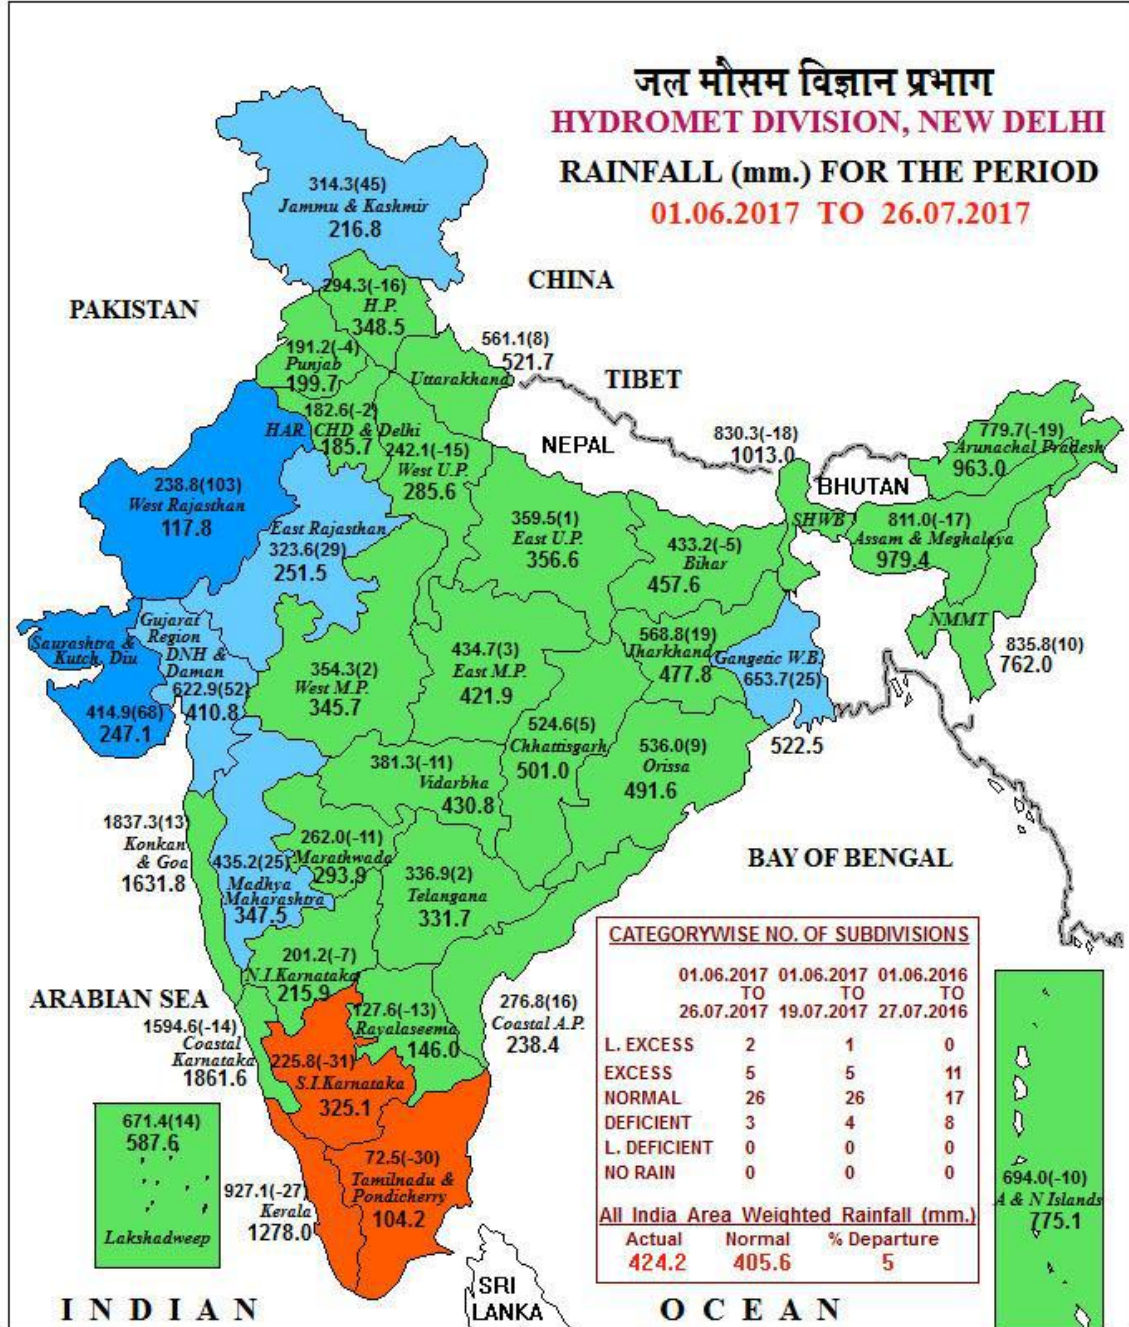 जल मौसम विज्ञान प्रभाग
HYDROMET DIVISION, NEW DELHI
RAINFALL (mm.) FOR THE PERIOD
01.06.2017 TO 26.07.2017
314.3(45)
Jammu & Kashmir
216.8
CHINA
PAKISTAN
294.3(-16)
H.P.
348.5
561.1(8)
521.7
Uttarakhand
191.2(-4)
Punjab
199.7
TIBET
182.6(-2)
HAR. CHD & Delhi
185.7
242.1(-15)
West U.P.
285.6
NEPAL
830.3(-18)
1013.0
SHWB
BHUTAN
779.7(-19)
Arunachal Pradesh
963.0
238.8(103)
West Rajasthan
117.8
East Rajasthan
323.6(29)
251.5
359.5(1)
East U.P.
356.6
433.2(-5)
Bihar
457.6
811.0(-17)
Assam & Meghalaya
979.4
NMMT
835.8(10)
762.0
Saurashtra &
Kutch, Diu
414.9(68)
247.1
Gujarat
Region
DNH &
Daman
622.9(52)
410.8
354.3(2)
West M.P.
345.7
434.7(3)
East M.P.
421.9
568.8(19)
Jharkhand
477.8
Gangetic W.B.
653.7(25)
522.5
524.6(5)
Chhattisgarh
501.0
536.0(9)
Orissa
491.6
381.3(-11)
Vidarbha
430.8
1837.3(13)
Konkan
& Goa
1631.8
435.2(25)
Madhya
Maharashtra
347.5
262.0(-11)
Marathwada
293.9
336.9(2)
Telangana
331.7
BAY OF BENGAL
201.2(-7)
N.I.Karnataka
215.9
ARABIAN SEA
1594.6(-14)
Coastal
Karnataka
1861.6
127.6(-13)
Rayalaseema
146.0
276.8(16)
Coastal A.P.
238.4
225.8(-31)
S.I.Karnataka
325.1
671.4(14)
587.6
Lakshadweep
927.1(-27)
Kerala
1278.0
72.5(-30)
Tamilnadu &
Pondicherry
104.2
CATEGORYWISE NO. OF SUBDIVISIONS
01.06.2017 01.06.2017 01.06.2016
TO TO TO
26.07.2017 19.07.2017 27.07.2016
L. EXCESS 2 1 0
EXCESS 5 5 11
NORMAL 26 26 17
DEFICIENT 3 4 8
L. DEFICIENT 0 0 0
NO RAIN 0 0 0
All India Area Weighted Rainfall (mm.)
Actual Normal % Departure
424.2 405.6 5
694.0(-10)
A & N Islands
775.1
SRI
LANKA
INDIAN OCEAN